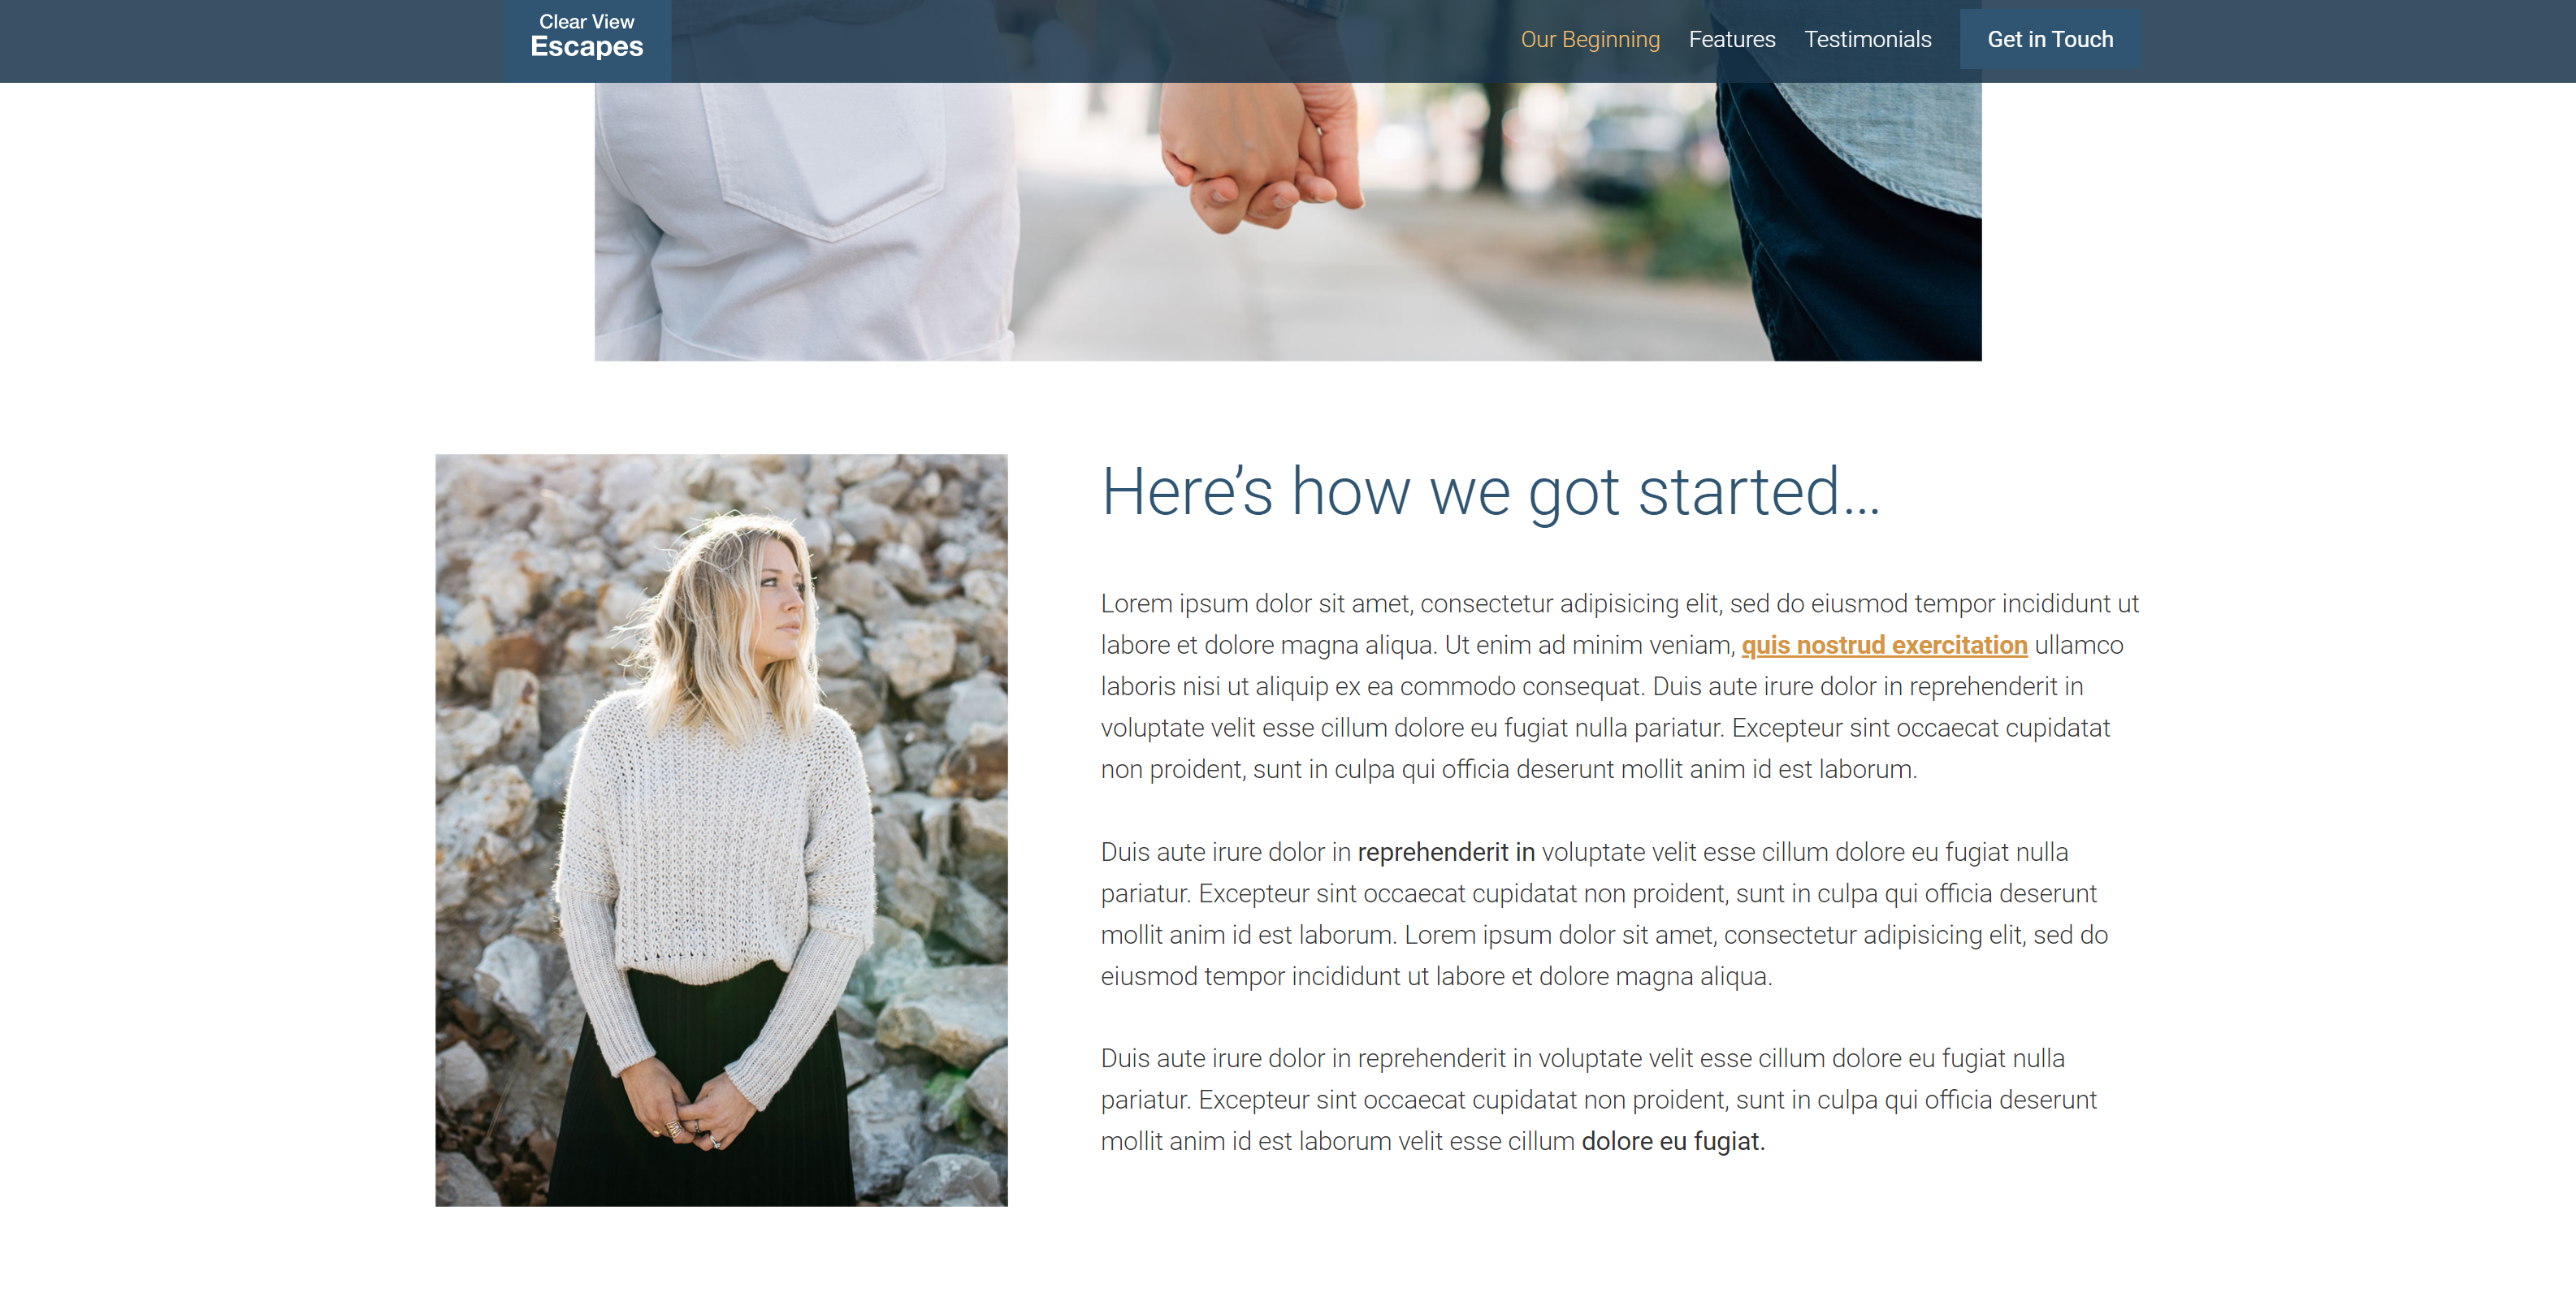 Clear View
Escapes
Our Beginning Features Testimonials Get in Touch
Here’s how we got started...
Lorem ipsum dolor sit amet, consectetur adipisicing elit, sed do eiusmod tempor incididunt ut
labore et dolore magna aliqua. Ut enim ad minim veniam, quis nostrud exercitation ullamco
laboris nisi ut aliquip ex ea commodo consequat. Duis aute irure dolor in reprehenderit in
voluptate velit esse cillum dolore eu fugiat nulla pariatur. Excepteur sint occaecat cupidatat
non proident, sunt in culpa qui officia deserunt mollit anim id est laborum.
Duis aute irure dolor in reprehenderit in voluptate velit esse cillum dolore eu fugiat nulla
pariatur. Excepteur sint occaecat cupidatat non proident, sunt in culpa qui officia deserunt
mollit anim id est laborum. Lorem ipsum dolor sit amet, consectetur adipisicing elit, sed do
eiusmod tempor incididunt ut labore et dolore magna aliqua.
Duis aute irure dolor in reprehenderit in voluptate velit esse cillum dolore eu fugiat nulla
pariatur. Excepteur sint occaecat cupidatat non proident, sunt in culpa qui officia deserunt
mollit anim id est laborum velit esse cillum dolore eu fugiat.